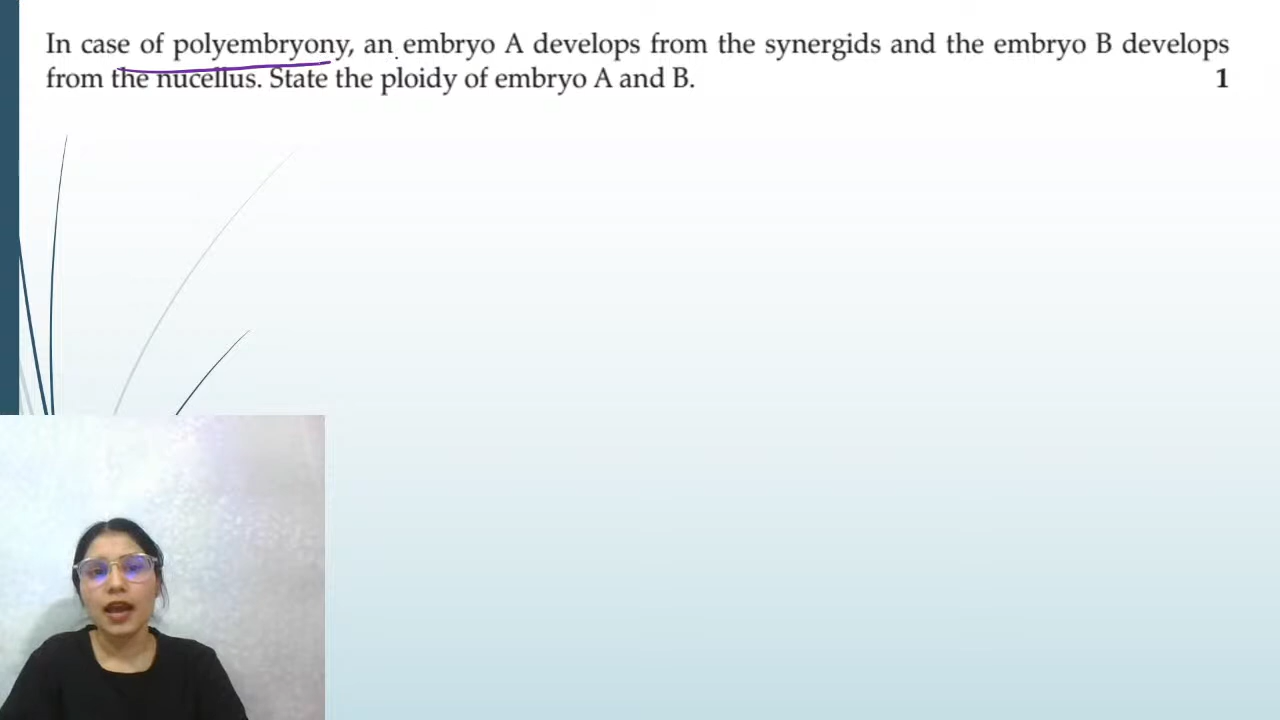 In case of polyembryony, an embryo A develops from the synergids and the embryo B develops
from the nucellus. State the ploidy of embryo A and B. 1